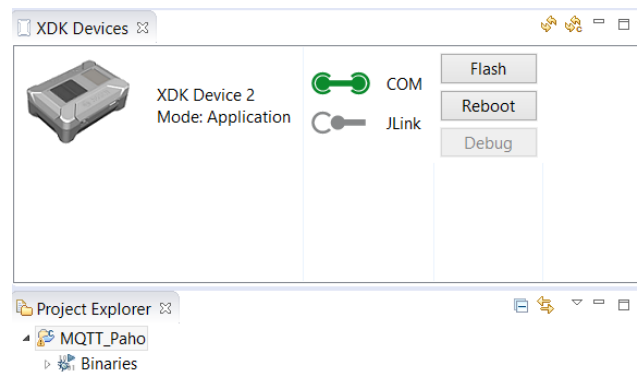 XDK Devices
XDK Device 2
Mode: Application
COM
JLink
Flash
Reboot
Debug
Project Explorer
MQTT_Paho
Binaries